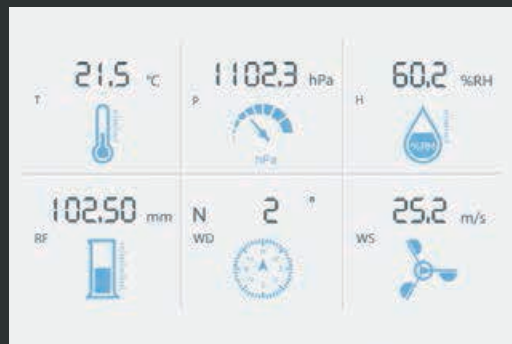 21.5 °C
T
1102.3 hPa
P
hPa
60.2 %RH
H
%RH
102.50 mm
RF
N 2 °
WD
25.2 m/s
WS